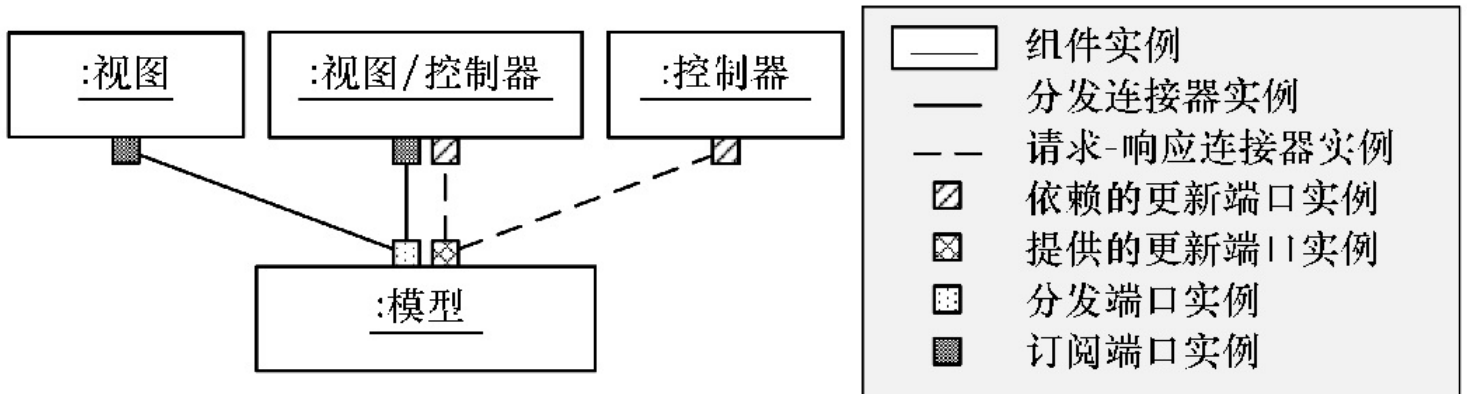 :视图
:视图/控制器
:控制器
:模型
组件实例
分发连接器实例
请求-响应连接器实例
依赖的更新端口实例
提供的更新端口实例
分发端口实例
订阅端口实例